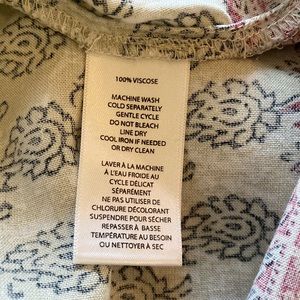 100% VISCOSE
MACHINE WASH
COLD SEPARATELY
GENTLE CYCLE
DO NOT BLEACH
LINE DRY
COOL IRON IF NEEDED
OR DRY CLEAN
LAVER À LA MACHINE
À L'EAU FROIDE AU
CYCLE DÉLICAT
SÉPARÉMENT
NE PAS UTILISER DE
CHLORURE DÉCOLORANT
SUSPENDRE POUR SÉCHER
REPASSER À BASSE
TEMPÉRATURE AU BESOIN
OU NETTOYER À SEC